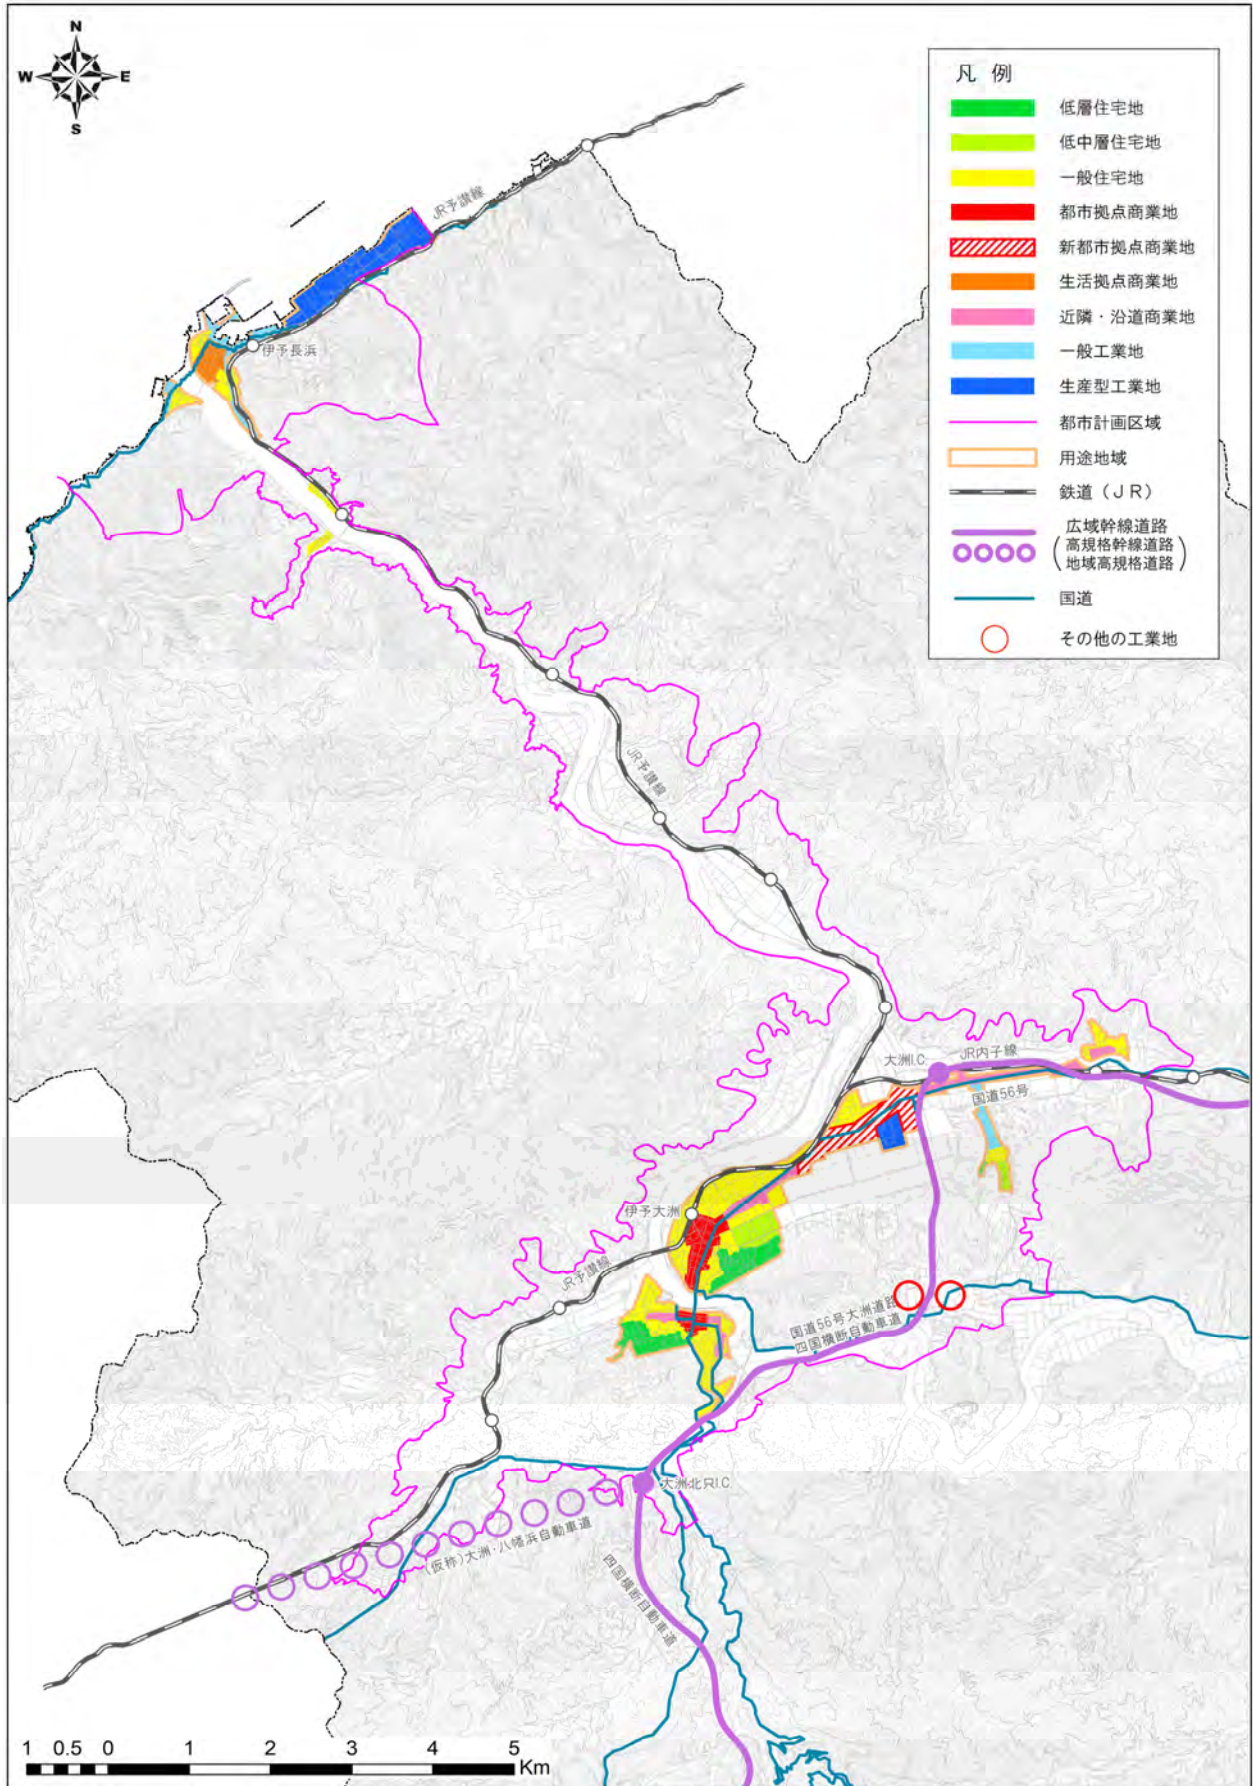 N
W
E
S
凡 例
低層住宅地
低中層住宅地
一般住宅地
都市拠点商業地
新都市拠点商業地
生活拠点商業地
近隣・沿道商業地
一般工業地
生産型工業地
都市計画区域
用途地域
鉄道（ＪＲ）
広域幹線道路
(高規格幹線道路
地域高規格道路)
国道
その他の工業地
JR予讃線
伊予長浜
JR予讃線
大洲I.C.
JR内子線
国道56号
伊予大洲
JR予讃線
国道56号大洲道路
四国横断自動車道
大洲北只I.C.
(仮称)大洲・八幡浜自動車道
四国横断自動車道
1 0.5 0 1 2 3 4 5
Km